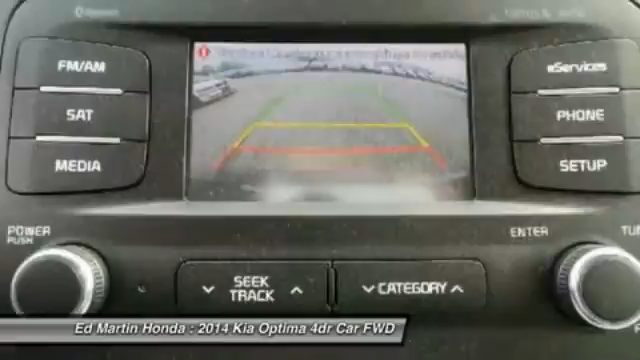 FM/AM
SAT
MEDIA
eServices
PHONE
SETUP
POWER
PUSH
ENTER
SEEK
TRACK
CATEGORY
Ed Martin Honda : 2014 Kia Optima 4dr Car FWD